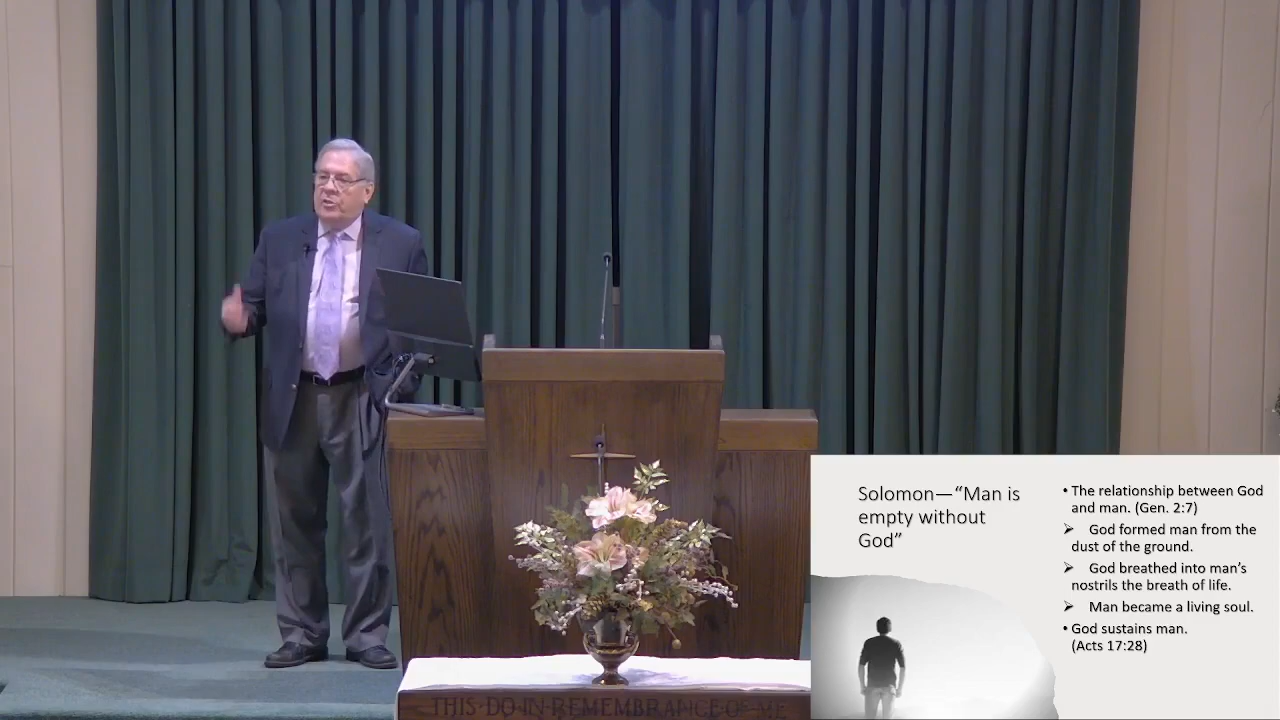 Solomon—“Man is
empty without
God”
• The relationship between God
and man. (Gen. 2:7)
➢ God formed man from the
dust of the ground.
➢ God breathed into man’s
nostrils the breath of life.
➢ Man became a living soul.
• God sustains man.
(Acts 17:28)
THIS DO IN REMEMBRANCE OF ME